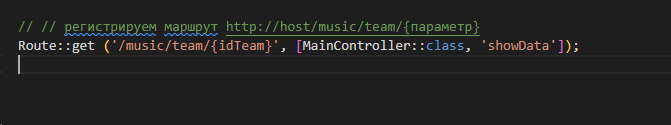 // // регистрируем маршрут http://host/music/team/{параметр}
Route::get ('/music/team/{idTeam}', [MainController::class, 'showData']);